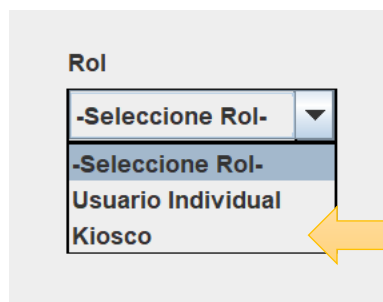 Rol
-Seleccione Rol-
-Seleccione Rol-
Usuario Individual
Kiosco